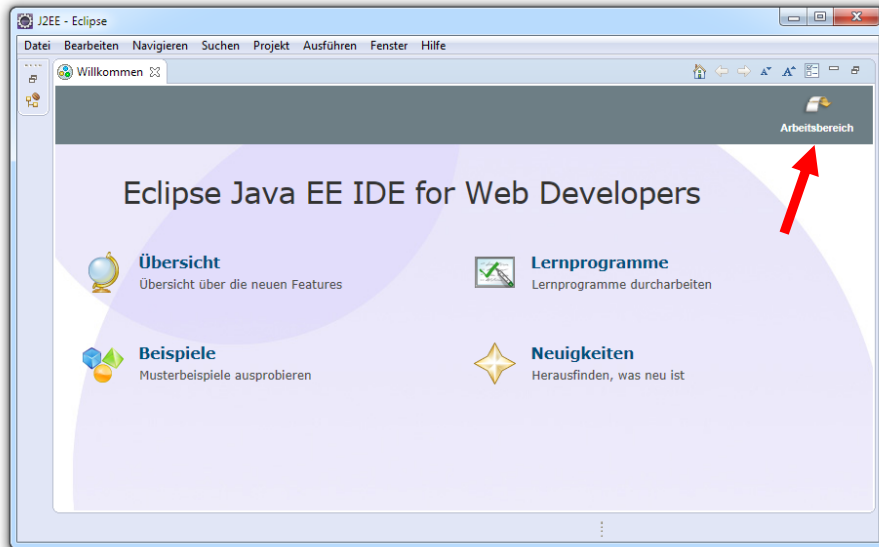 J2EE - Eclipse
Datei Bearbeiten Navigieren Suchen Projekt Ausführen Fenster Hilfe
Willkommen
Arbeitsbereich
Eclipse Java EE IDE for Web Developers
Übersicht
Übersicht über die neuen Features
Lernprogramme
Lernprogramme durcharbeiten
Beispiele
Musterbeispiele ausprobieren
Neuigkeiten
Herausfinden, was neu ist